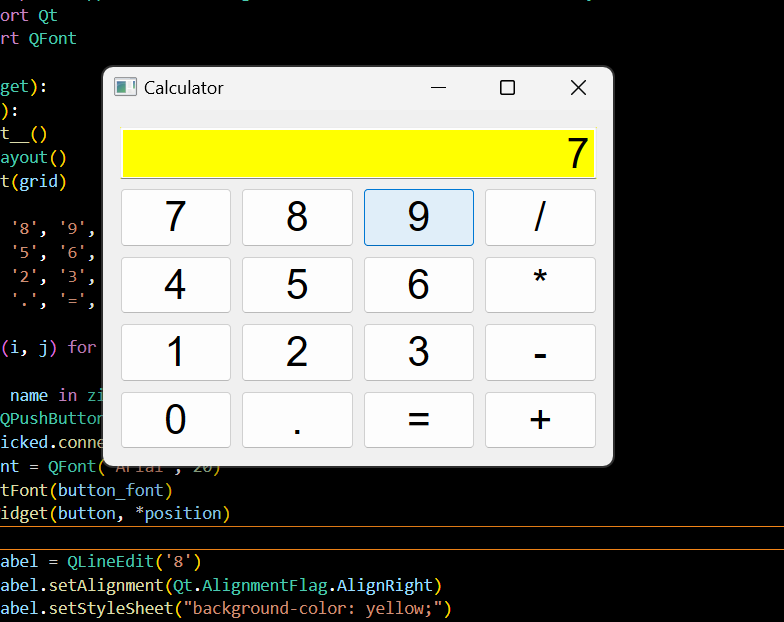 ort Qt
rt QFont
get):
):
t__()
ayout()
t(grid)
'8', '9',
'5', '6',
'2', '3',
'.', '=',
(i, j) for
name in zi
QPushButton
icked.conne
nt = QFont('Arial', 20)
tFont(button_font)
idget(button, *position)
abel = QLineEdit('8')
abel.setAlignment(Qt.AlignmentFlag.AlignRight)
abel.setStyleSheet("background-color: yellow;")
Calculator
7
7 8 9 /
4 5 6 *
1 2 3 -
0 . = +